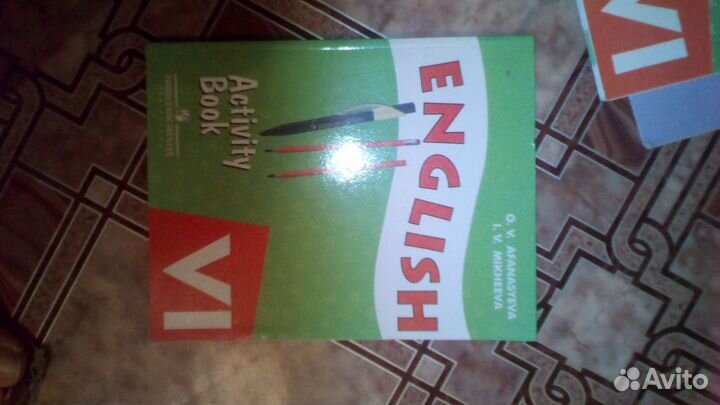 O. V. AFANASYEVA
I. V. MIKHEEVA
ENGLISH
Activity
Book
VI
VI
Avito